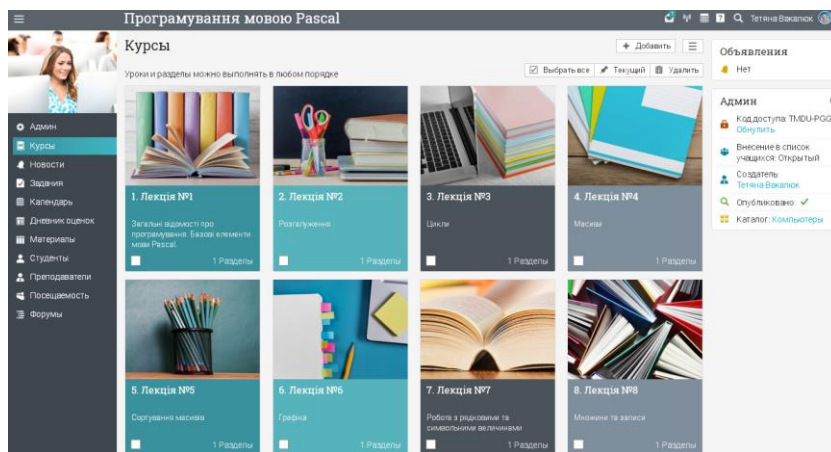 Програмування мовою Pascal
Тетяна Вакалюк
Админ
Курсы
Новости
Задания
Календарь
Дневник оценок
Материалы
Студенты
Преподаватели
Посещаемость
Форумы
Курсы
Добавить
Уроки и разделы можно выполнять в любом порядке
Выбрать все
Текущий
Удалить
1. Лекція №1
Загальні відомості про
програмування. Базові елементи
мови Pascal.
1 Разделы
2. Лекція №2
Розгалуження
1 Разделы
3. Лекція №3
Цикли
1 Разделы
4. Лекція №4
Масиви
1 Разделы
5. Лекція №5
Сортування масивів
1 Разделы
6. Лекція №6
Графіка
1 Разделы
7. Лекція №7
Робота з рядковими та
символьними величинами
1 Разделы
8. Лекція №8
Множини та записи
1 Разделы
Объявления
Нет
Админ
Код доступа: TMDU-PGG
Обнулить
Внесение в список
учащихся: Открытый
Создатель:
Тетяна Вакалюк
Опубликовано:
Каталог: Компьютеры